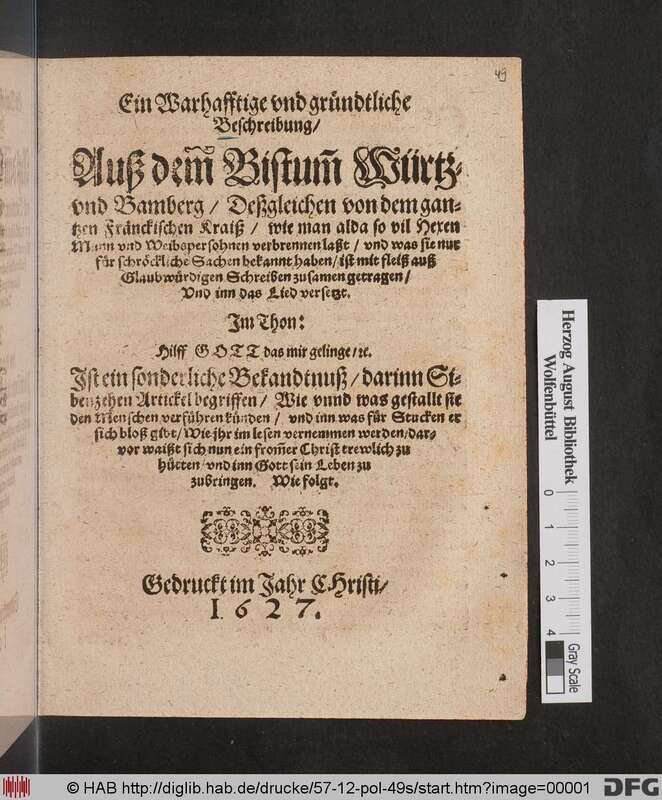 49
Ein Warhafftige vnd gründtliche
Beschreibung/
Auß dem̃ Bistum̃ Würtz-
vnd Bamberg / Deßgleichen von dem gan-
tzen Fränckischen Kraiß / wie man alda so vil Hexen
Mann vnd Weibspersohnen verbrennen laßt / vnd was sie nur
für schröckliche Sachen bekannt haben / ist mit fleiß auß
Glaubwürdigen Schreiben zusamen getragen /
Vnd inn das Lied versetzt.
Im Thon:
Hilff GOTT das mir gelinge / ꝛc.
Ist ein sonderliche Bekandtnuß / darinn Si-
benzehen Artickel begriffen / Wie vnnd was gestallt sie
den Menschen verführen künden / vnd inn was für Stucken er
sich bloß gibt / Wie jhr im lesen vernemmen werden / dar-
vor waißt sich nun ein from̃er Christ trewlich zu
hüeten / vnd inn Gott sein Leben zu
zubringen. Wie folgt.
Gedruckt im Jahr CHristi /
1627.
Herzog August Bibliothek
Wolfenbüttel
0 1 2 3 4
Gray Scale
© HAB http://diglib.hab.de/drucke/57-12-pol-49s/start.htm?image=00001
DFG